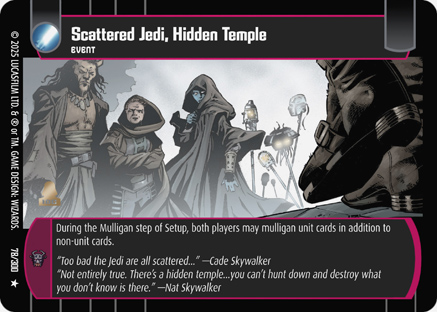 Scattered Jedi, Hidden Temple
EVENT
During the Mulligan step of Setup, both players may mulligan unit cards in addition to
non-unit cards.
"Too bad the Jedi are all scattered..." —Cade Skywalker
"Not entirely true. There's a hidden temple...you can't hunt down and destroy what
you don't know is there." —Nat Skywalker
© 2025 LUCASFILM LTD. & ® or TM. GAME DESIGN: WIZARDS.
78/300 ★